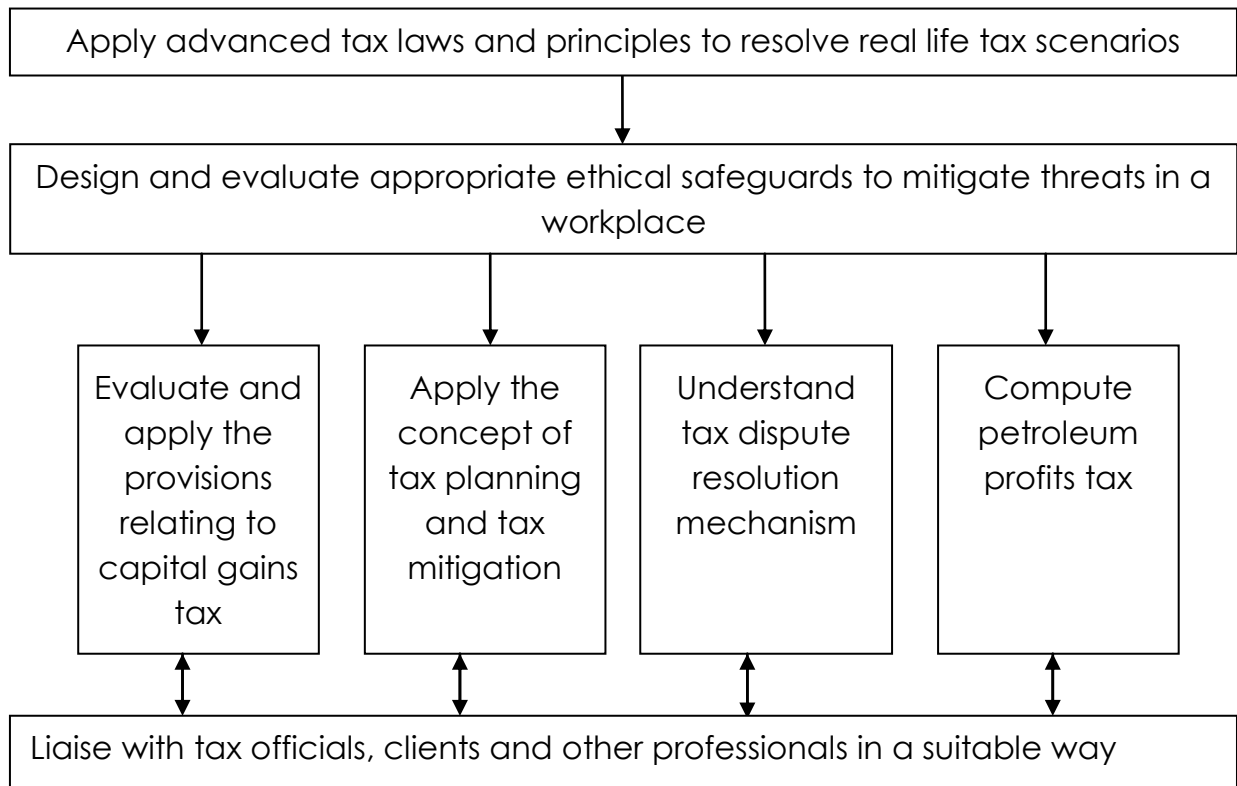 Apply advanced tax laws and principles to resolve real life tax scenarios
Design and evaluate appropriate ethical safeguards to mitigate threats in a
workplace
Evaluate and
apply the
provisions
relating to
capital gains
tax
Apply the
concept of
tax planning
and tax
mitigation
Understand
tax dispute
resolution
mechanism
Compute
petroleum
profits tax
Liaise with tax officials, clients and other professionals in a suitable way